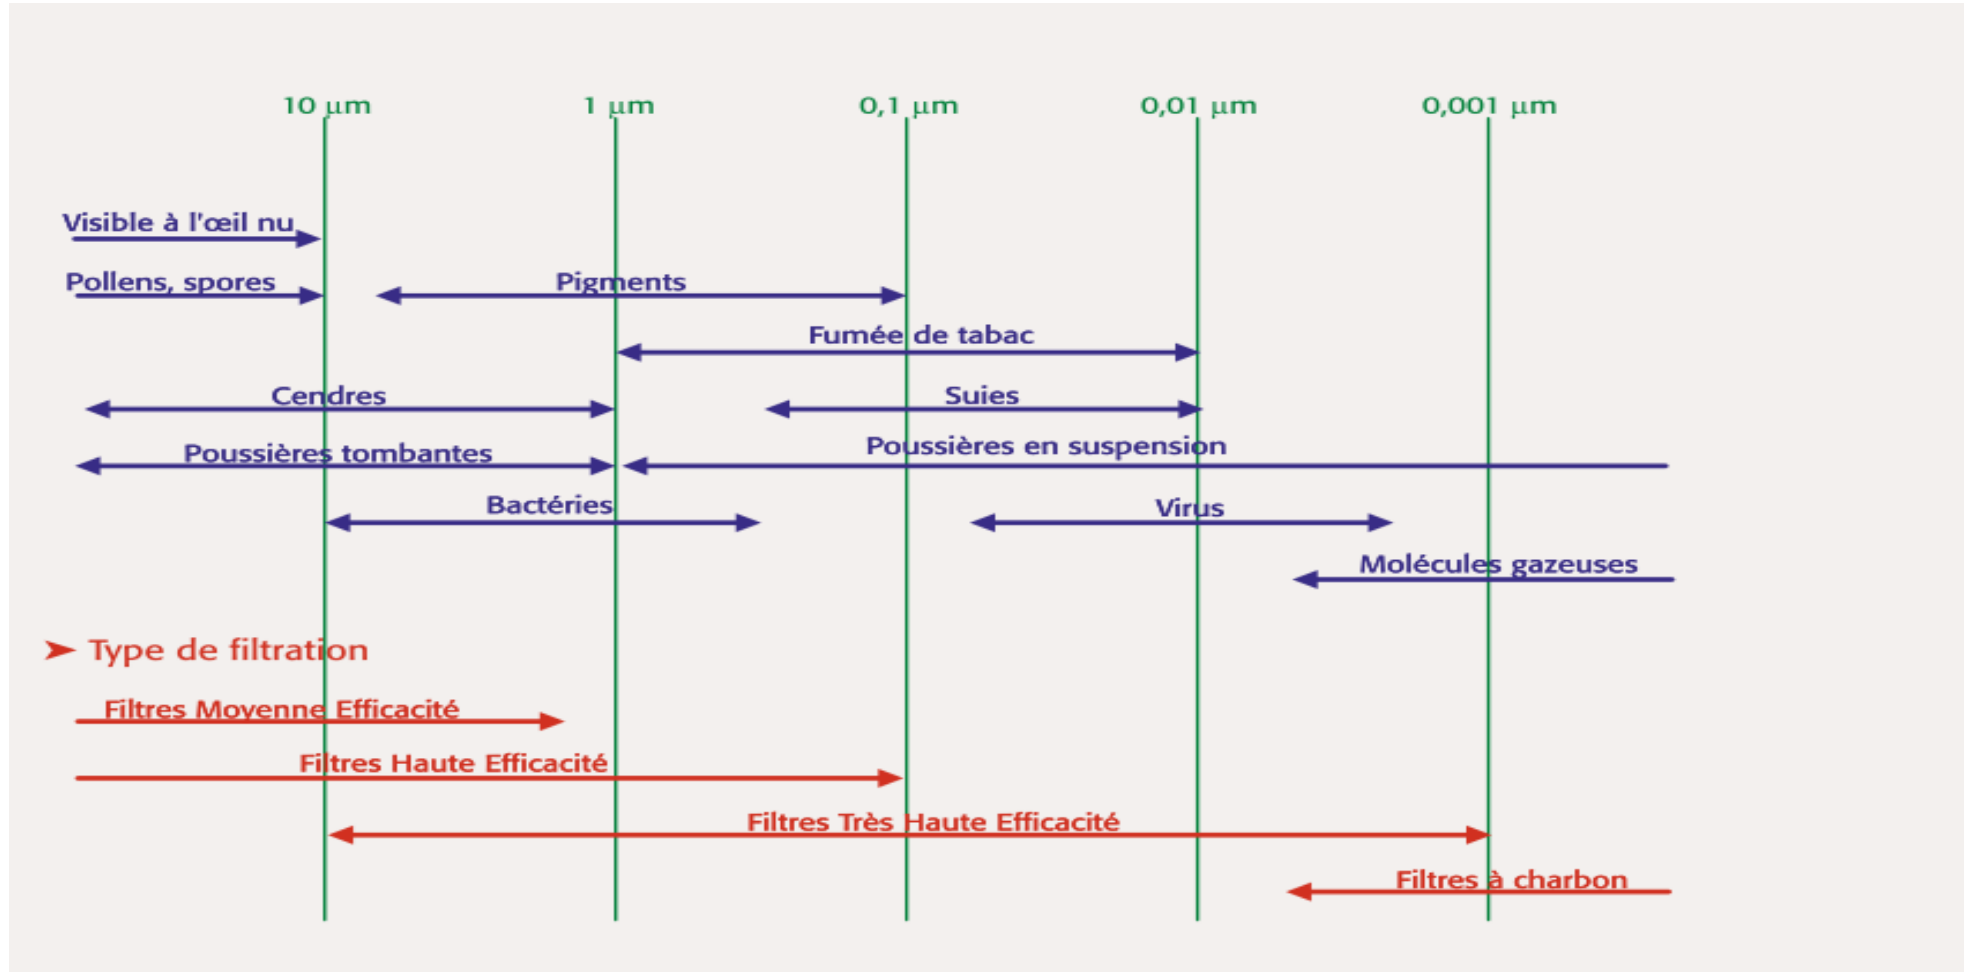 10 µm 1 µm 0,1 µm 0,01 µm 0,001 µm
Visible à l'œil nu
Pollens, spores Pigments
Fumée de tabac
Cendres Suies
Poussières tombantes Poussières en suspension
Bactéries Virus
Molécules gazeuses
Type de filtration
Filtres Moyenne Efficacité
Filtres Haute Efficacité
Filtres Très Haute Efficacité
Filtres à charbon